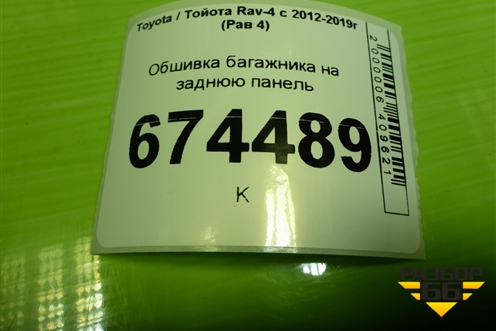 Toyota / Тойота Rav-4 с 2012-2019г
(Рав 4)
Обшивка багажника на
заднюю панель
674489
К
2000006409621
РАЗБОР
66